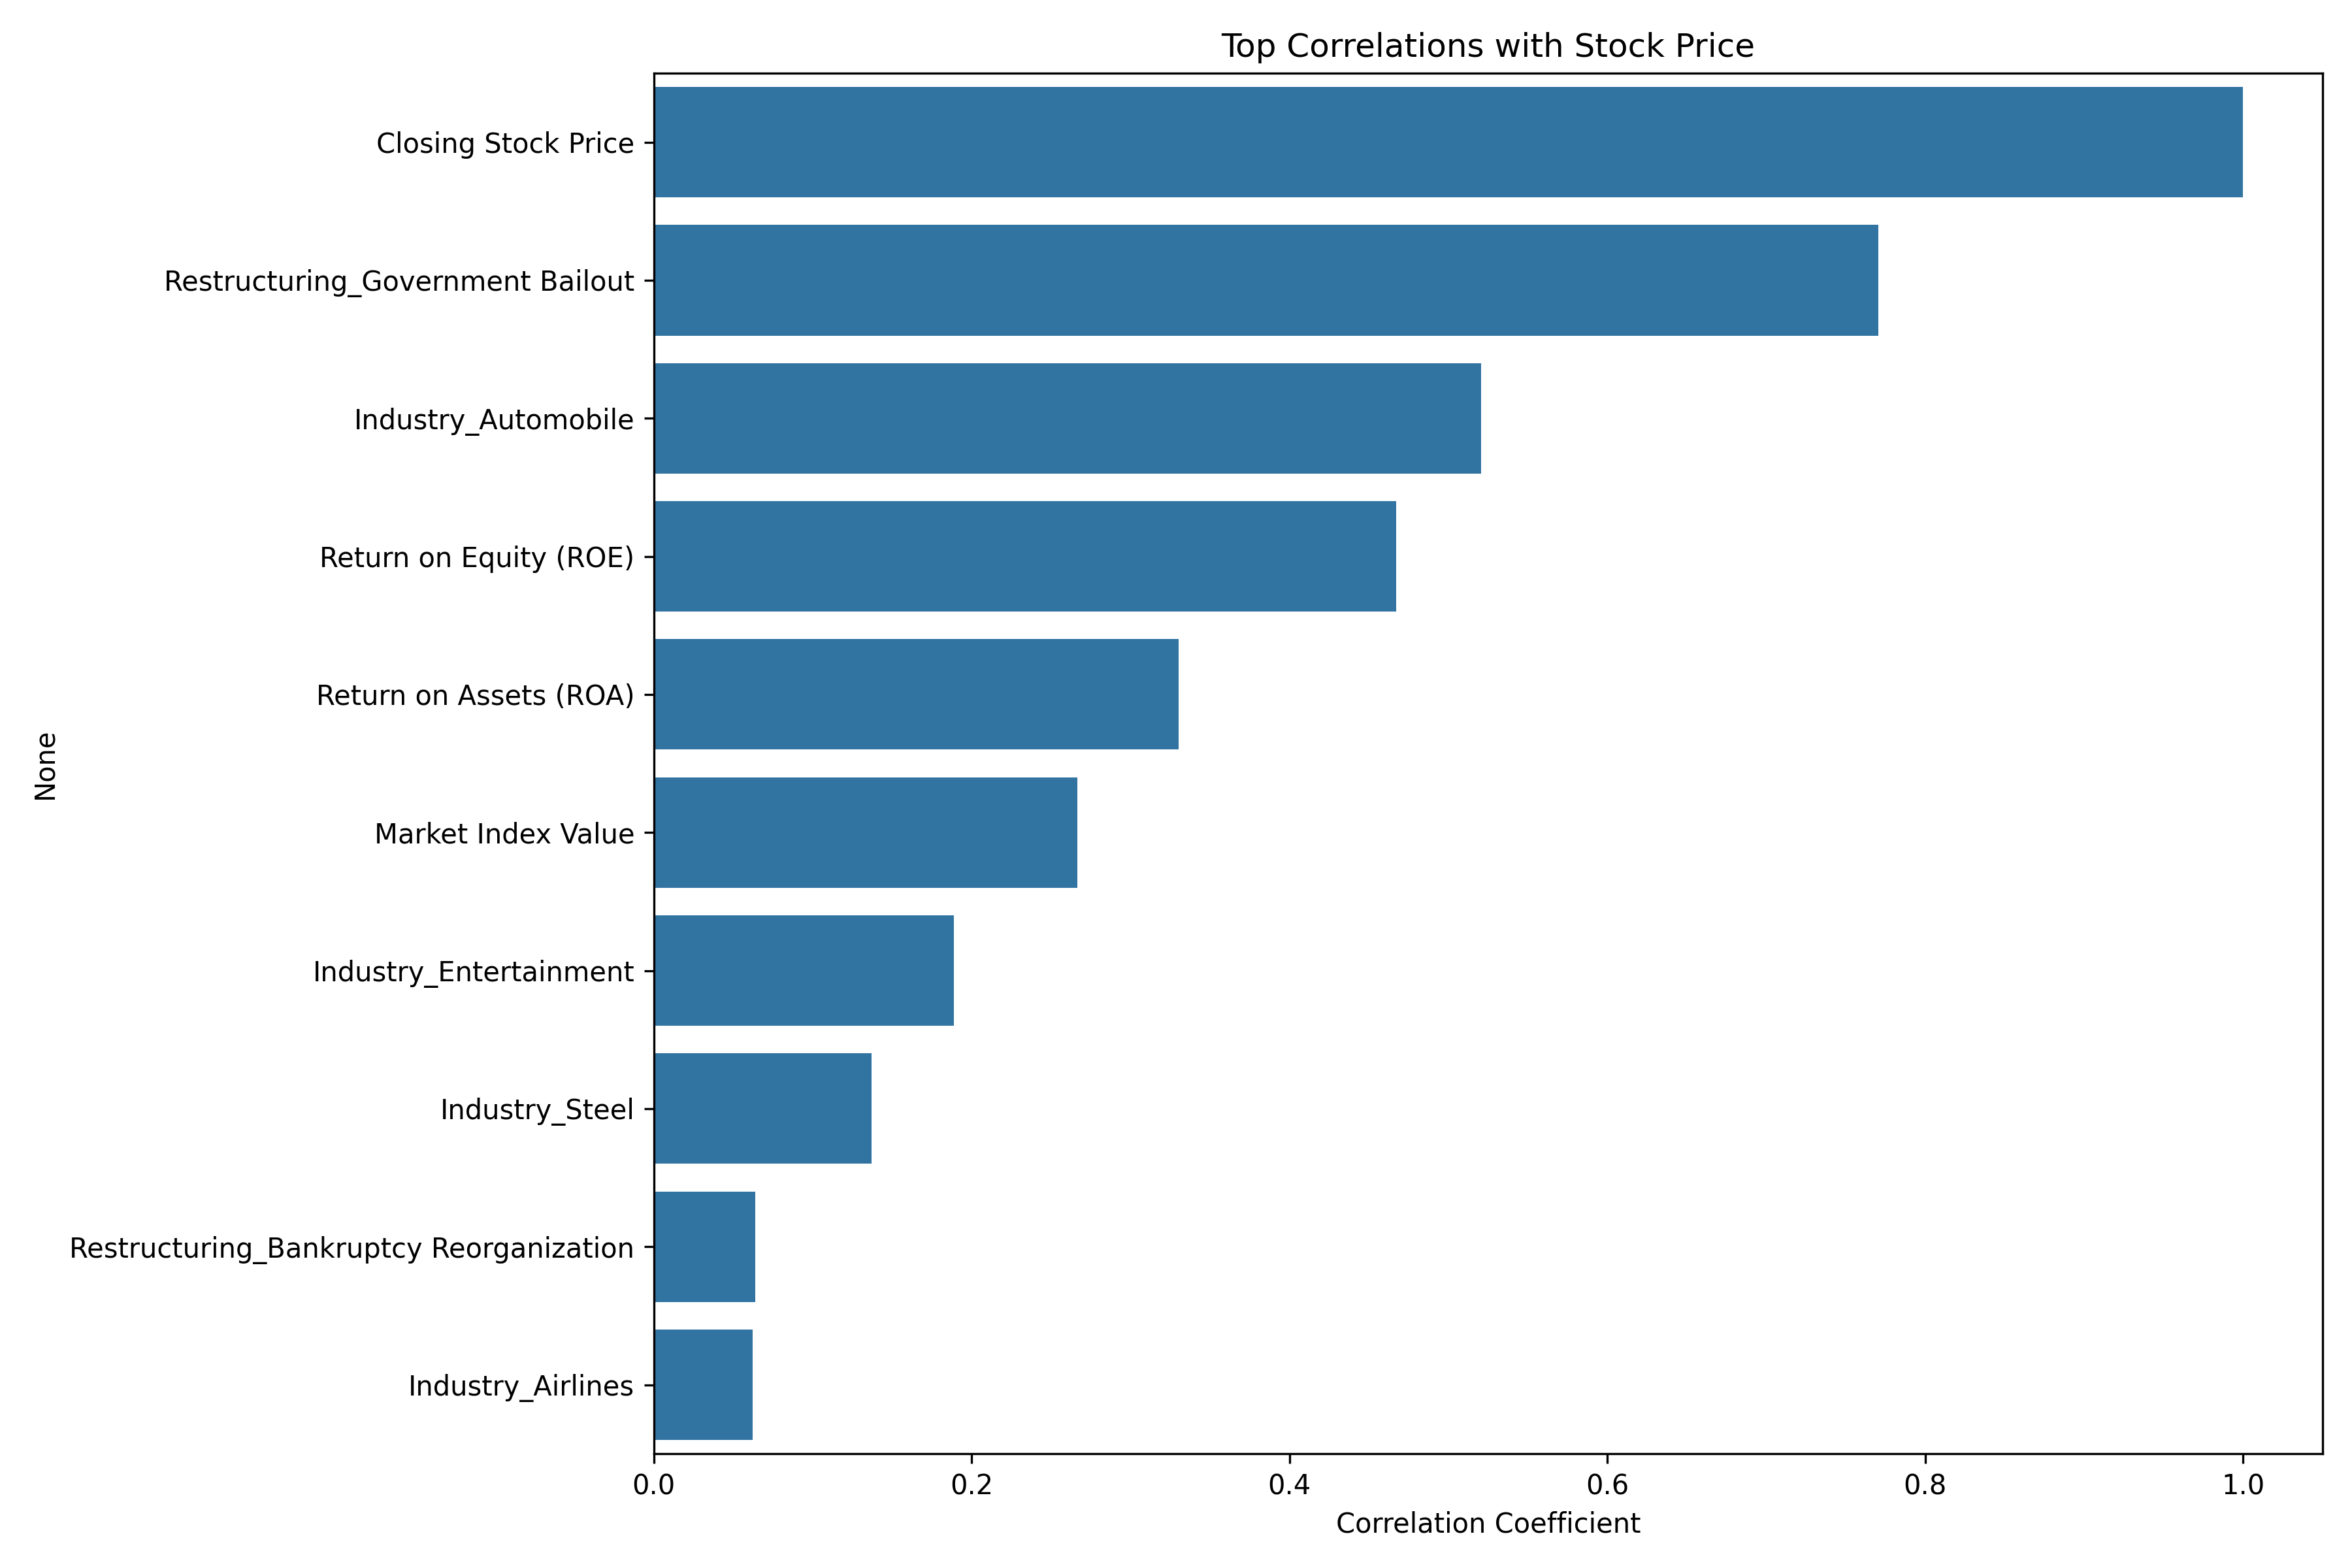 Top Correlations with Stock Price
Closing Stock Price
Restructuring_Government Bailout
Industry_Automobile
Return on Equity (ROE)
Return on Assets (ROA)
Market Index Value
Industry_Entertainment
Industry_Steel
Restructuring_Bankruptcy Reorganization
Industry_Airlines
None
0.0 0.2 0.4 0.6 0.8 1.0
Correlation Coefficient